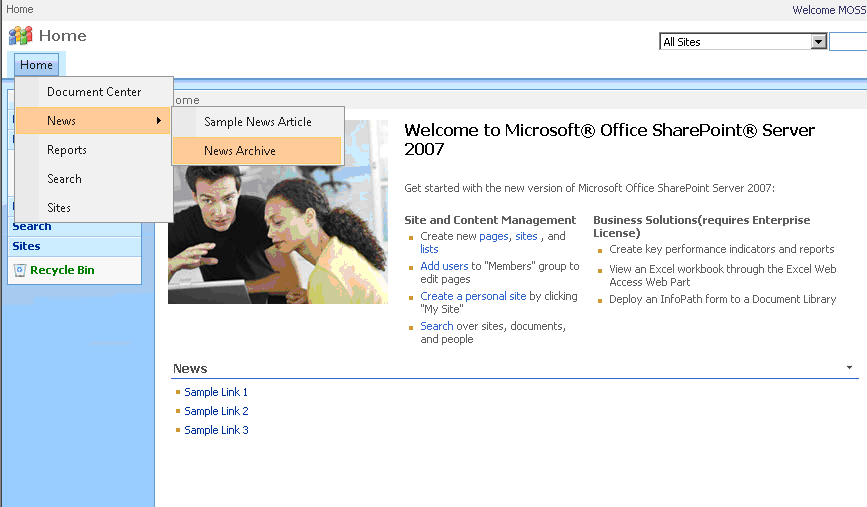 Home
Welcome MOSS
Home
All Sites
Home
Document Center
ome
News
Sample News Article
News Archive
Reports
Search
Sites
Search
Sites
Recycle Bin
Welcome to Microsoft® Office SharePoint® Server
2007
Get started with the new version of Microsoft Office SharePoint Server 2007:
Site and Content Management
Create new pages, sites , and
lists
Add users to "Members" group to
edit pages
Create a personal site by clicking
"My Site"
Search over sites, documents,
and people
Business Solutions(requires Enterprise
License)
Create key performance indicators and reports
View an Excel workbook through the Excel Web
Access Web Part
Deploy an InfoPath form to a Document Library
News
Sample Link 1
Sample Link 2
Sample Link 3